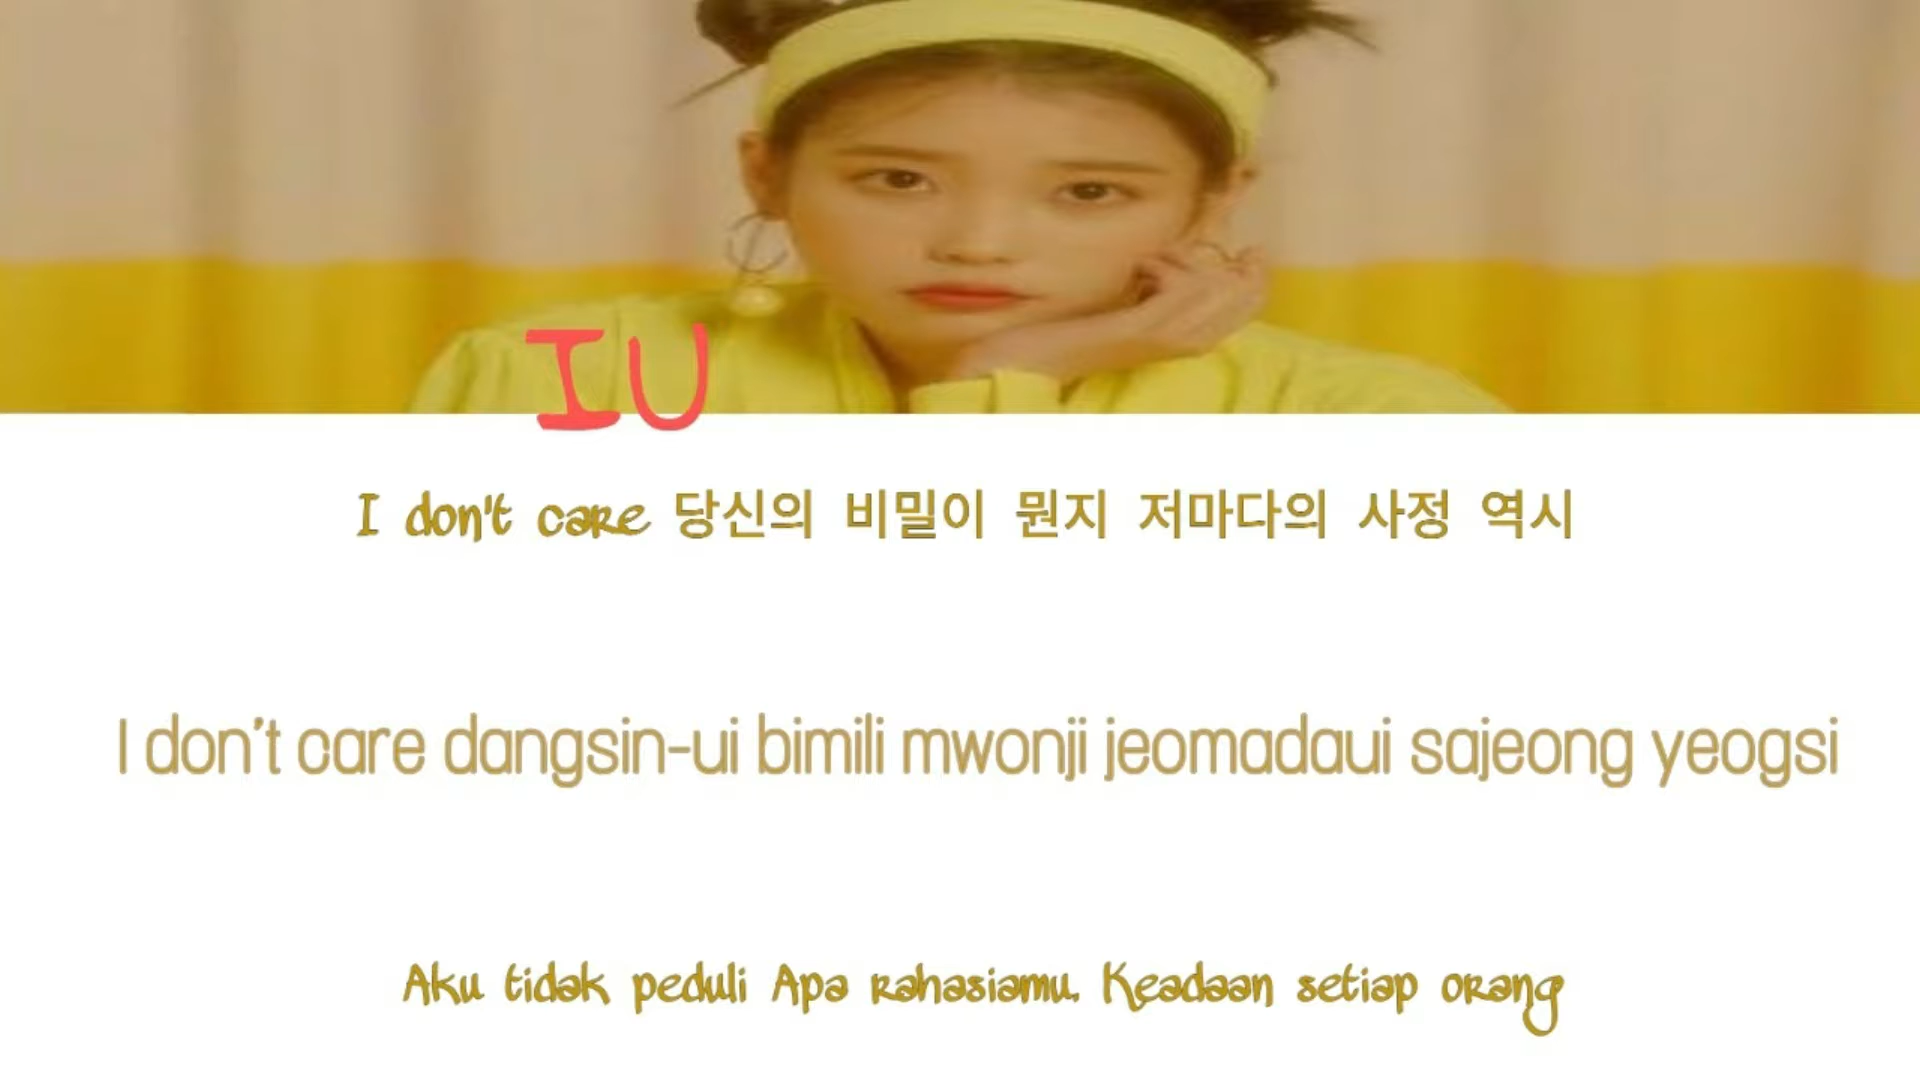 IU
I don't care 당신의 비밀이 뭔지 저마다의 사정 역시
I don't care dangsin-ui bimili mwonji jeomadaui sajeong yeogsi
Aku tidak peduli Apa rahasiamu. Keadaan setiap orang